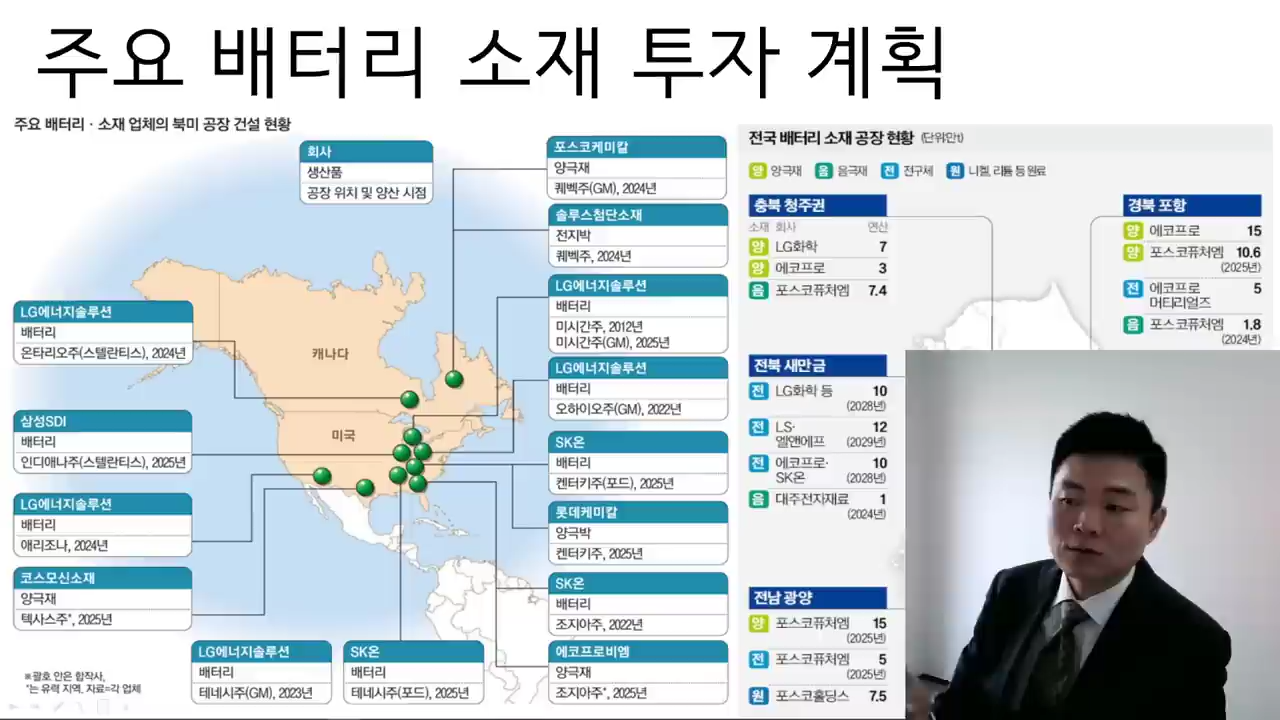 주요 배터리 소재 투자 계획
주요 배터리 · 소재 업체의 북미 공장 건설 현황
회사
생산품
공장 위치 및 양산 시점
포스코케미칼
양극재
퀘벡주(GM), 2024년
솔루스첨단소재
전지박
퀘벡주, 2024년
LG에너지솔루션
배터리
미시간주, 2012년
미시간주(GM), 2025년
LG에너지솔루션
배터리
오하이오주(GM), 2022년
SK온
배터리
켄터키주(포드), 2025년
롯데케미칼
양극박
켄터키주, 2025년
SK온
배터리
조지아주, 2022년
에코프로비엠
양극재
조지아주*, 2025년
LG에너지솔루션
배터리
온타리오주(스텔란티스), 2024년
삼성SDI
배터리
인디애나주(스텔란티스), 2025년
LG에너지솔루션
배터리
애리조나, 2024년
코스모신소재
양극재
텍사스주*, 2025년
LG에너지솔루션
배터리
테네시주(GM), 2023년
SK온
배터리
테네시주(포드), 2025년
캐나다
미국
※괄호 안은 합작사,
*는 유력 지역, 자료=각 업체
전국 배터리 소재 공장 현황 (단위만t)
양 양극재 음 음극재 전 전구체 원 니켈, 리튬 등 원료
충북 청주권
소재 회사 연산
양 LG화학 7
양 에코프로 3
음 포스코퓨처엠 7.4
경북 포항
양 에코프로 15
양 포스코퓨처엠 10.6
(2025년)
전 에코프로 5
머티리얼즈
음 포스코퓨처엠 1.8
(2024년)
전북 새만금
전 LG화학 등 10
(2028년)
전 LS· 12
엘앤에프 (2029년)
전 에코프로· 10
SK온 (2028년)
음 대주전자재료 1
(2024년)
전남 광양
양 포스코퓨처엠 15
(2025년)
전 포스코퓨처엠 5
(2025년)
원 포스코홀딩스 7.5